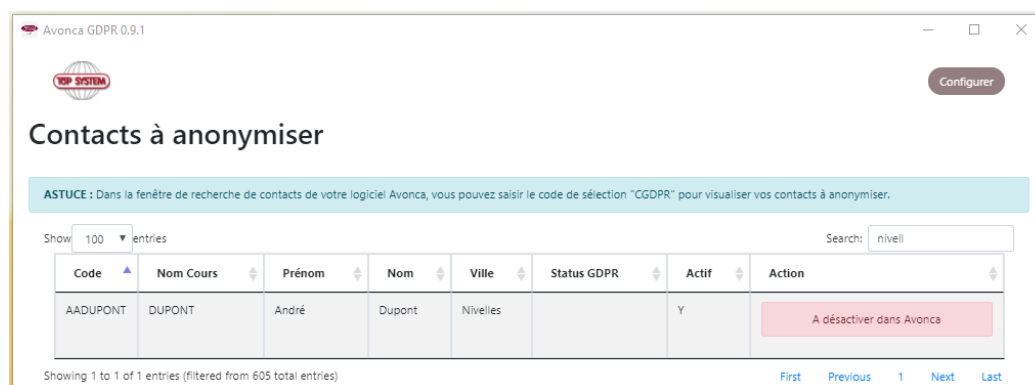 Avonca GDPR 0.9.1
TOP SYSTEM
Configurer
Contacts à anonymiser
ASTUCE : Dans la fenêtre de recherche de contacts de votre logiciel Avonca, vous pouvez saisir le code de sélection "CGDPR" pour visualiser vos contacts à anonymiser.
Show 100 entries Search: nivell
Code Nom Cours Prénom Nom Ville Status GDPR Actif Action
AADUPONT DUPONT André Dupont Nivelles Y A désactiver dans Avonca
Showing 1 to 1 of 1 entries (filtered from 605 total entries) First Previous 1 Next Last